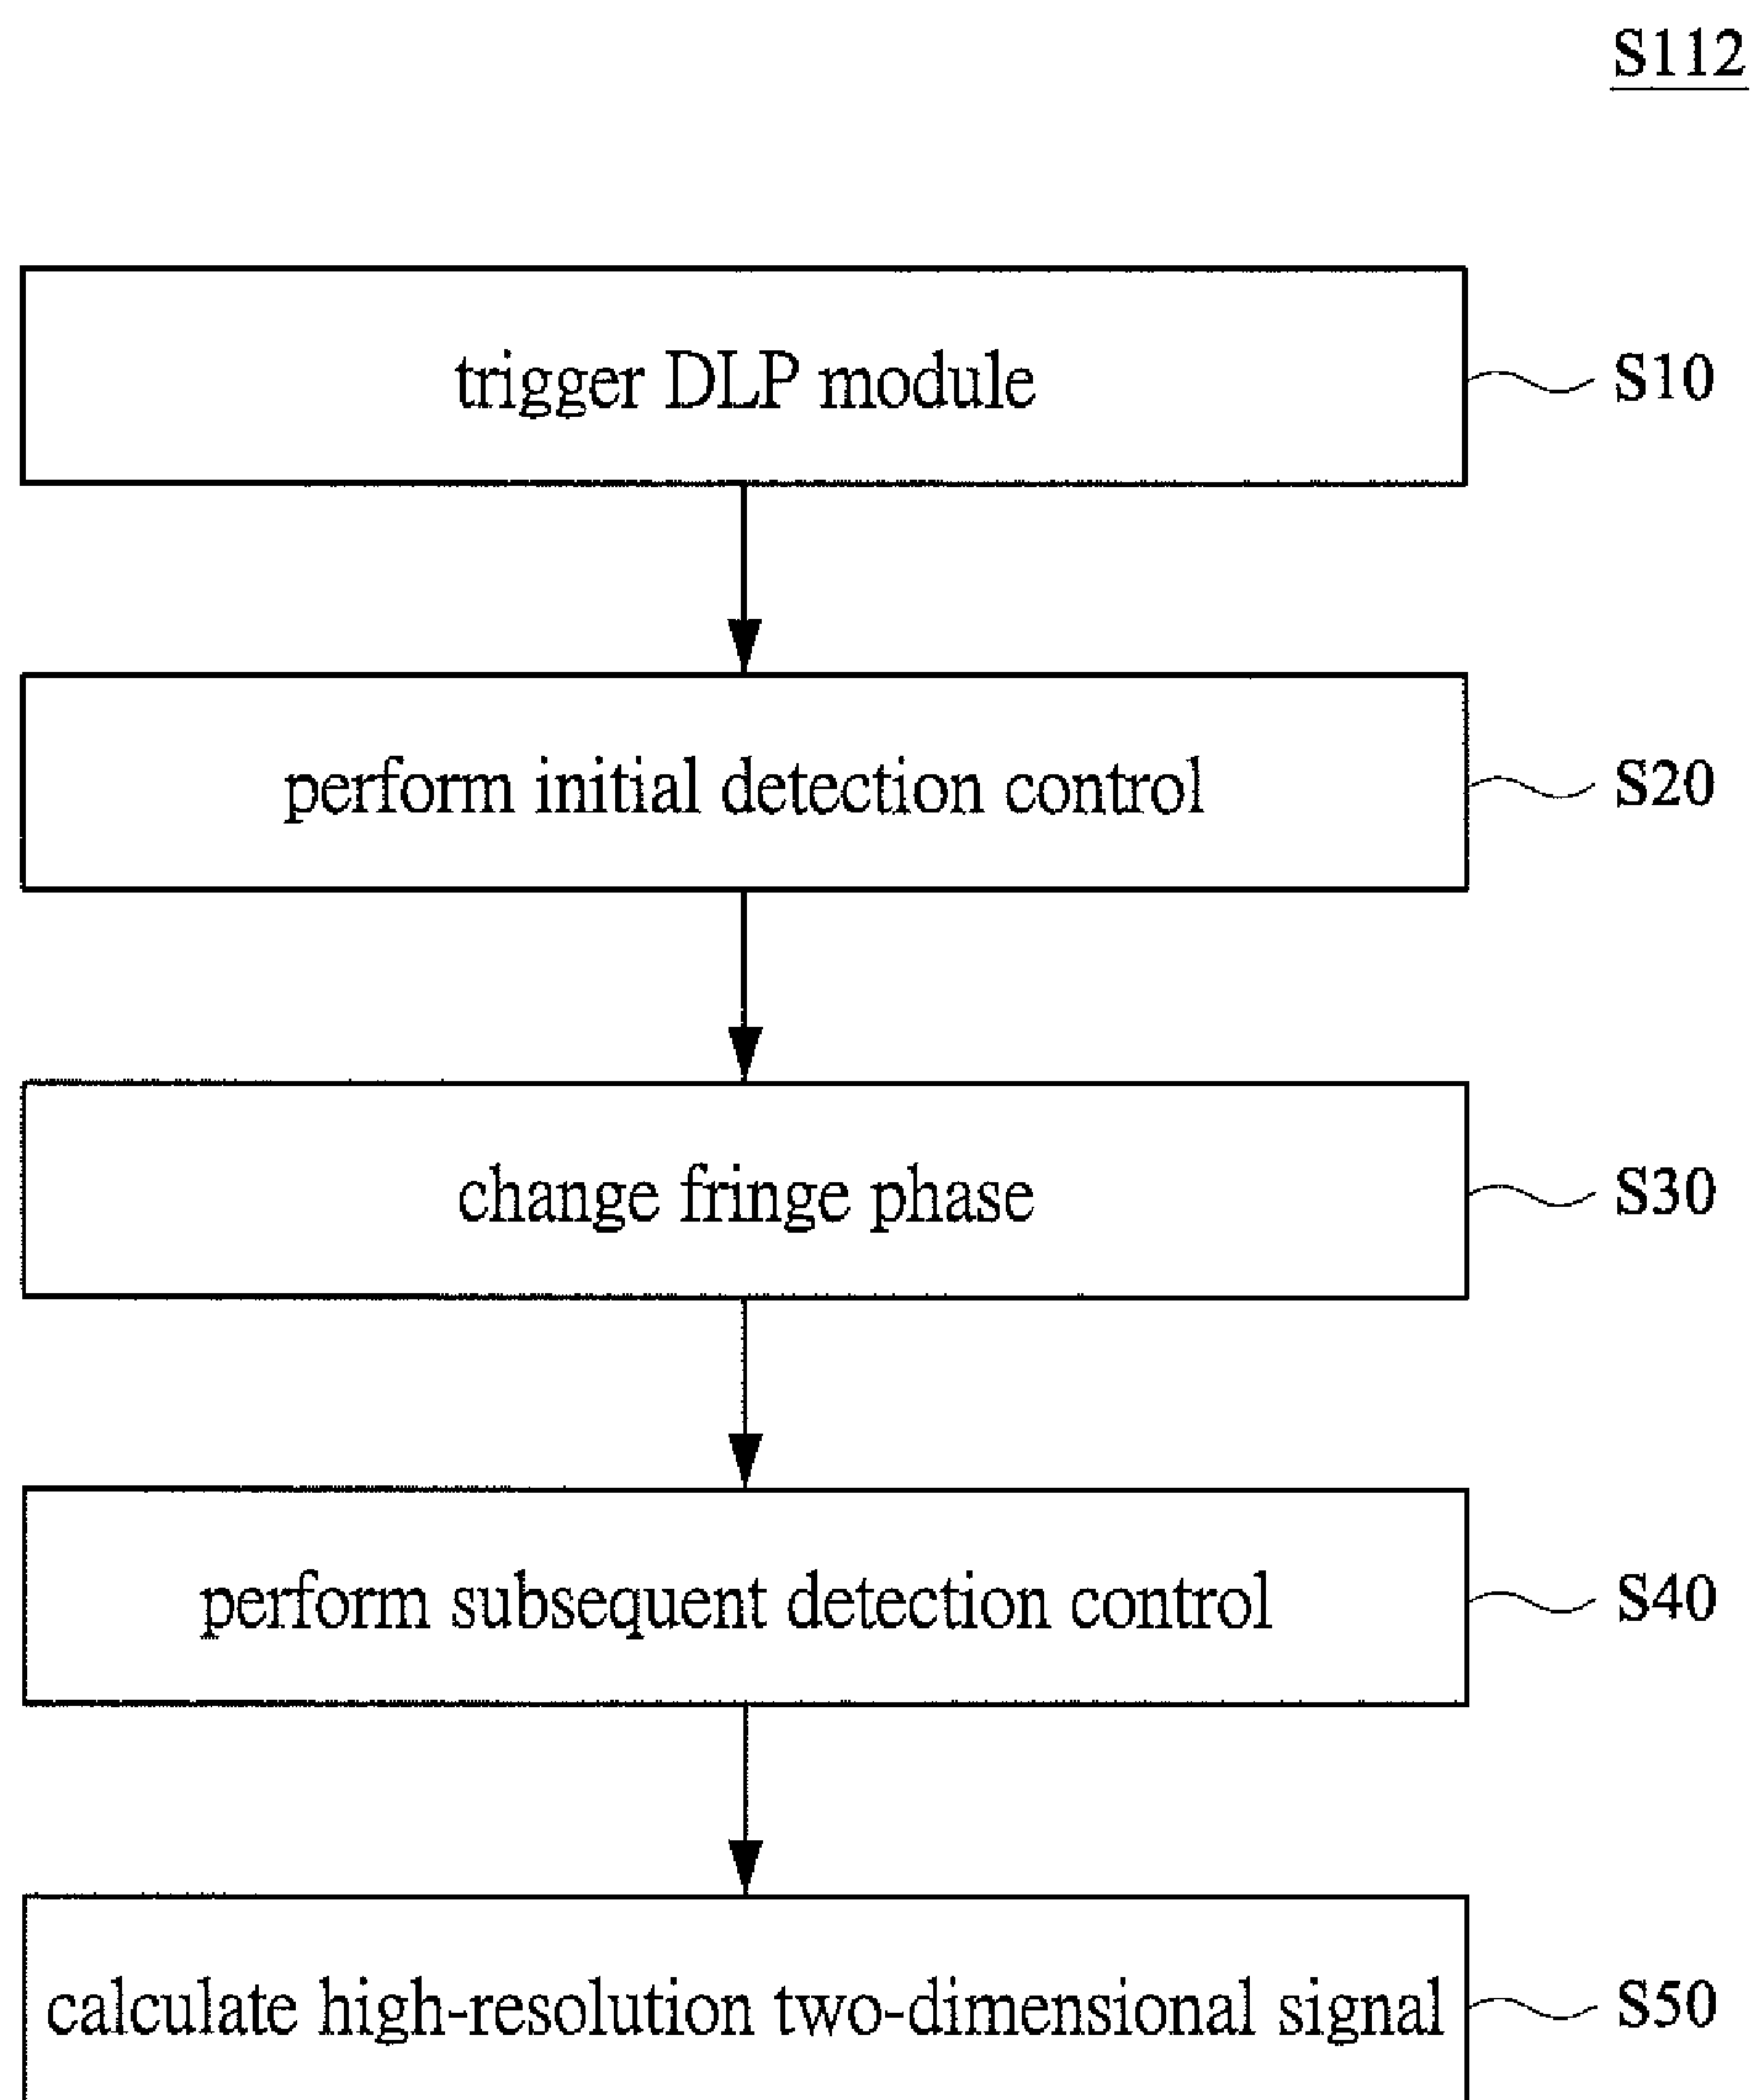 S112
trigger DLP module
S10
perform initial detection control
S20
change fringe phase
S30
perform subsequent detection control
S40
calculate high-resolution two-dimensional signal
S50